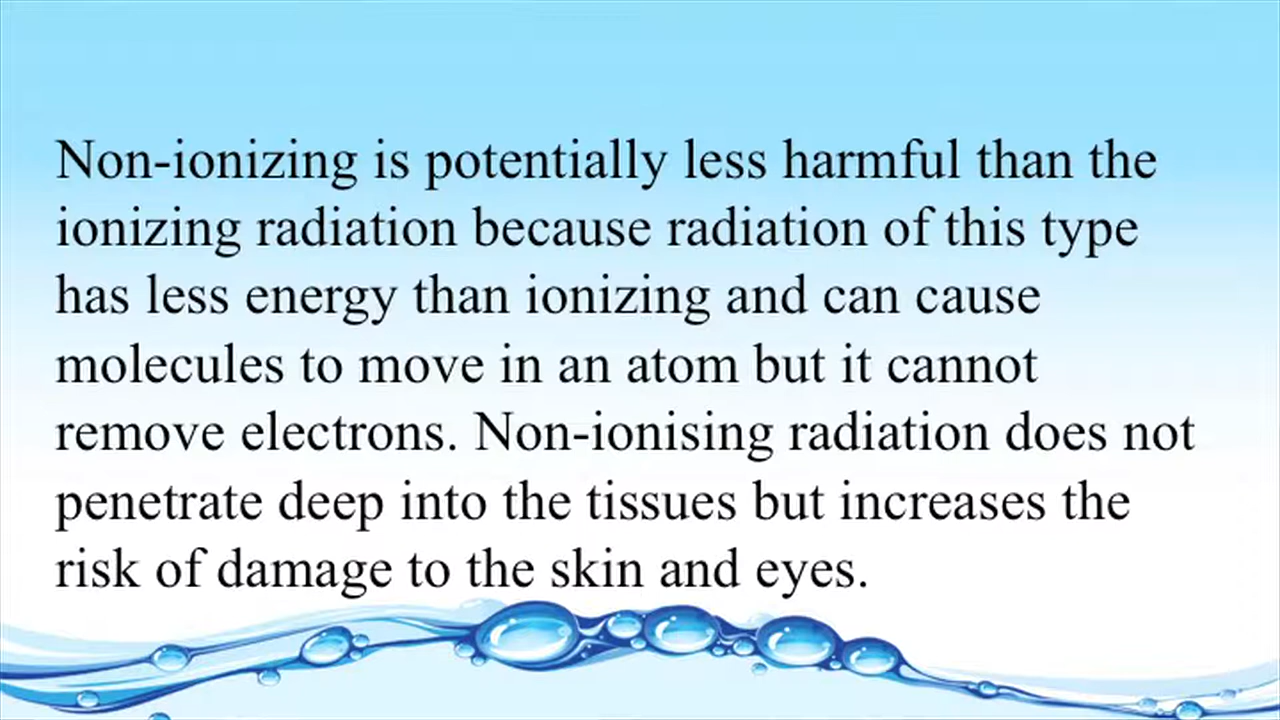 Non-ionizing is potentially less harmful than the
ionizing radiation because radiation of this type
has less energy than ionizing and can cause
molecules to move in an atom but it cannot
remove electrons. Non-ionising radiation does not
penetrate deep into the tissues but increases the
risk of damage to the skin and eyes.